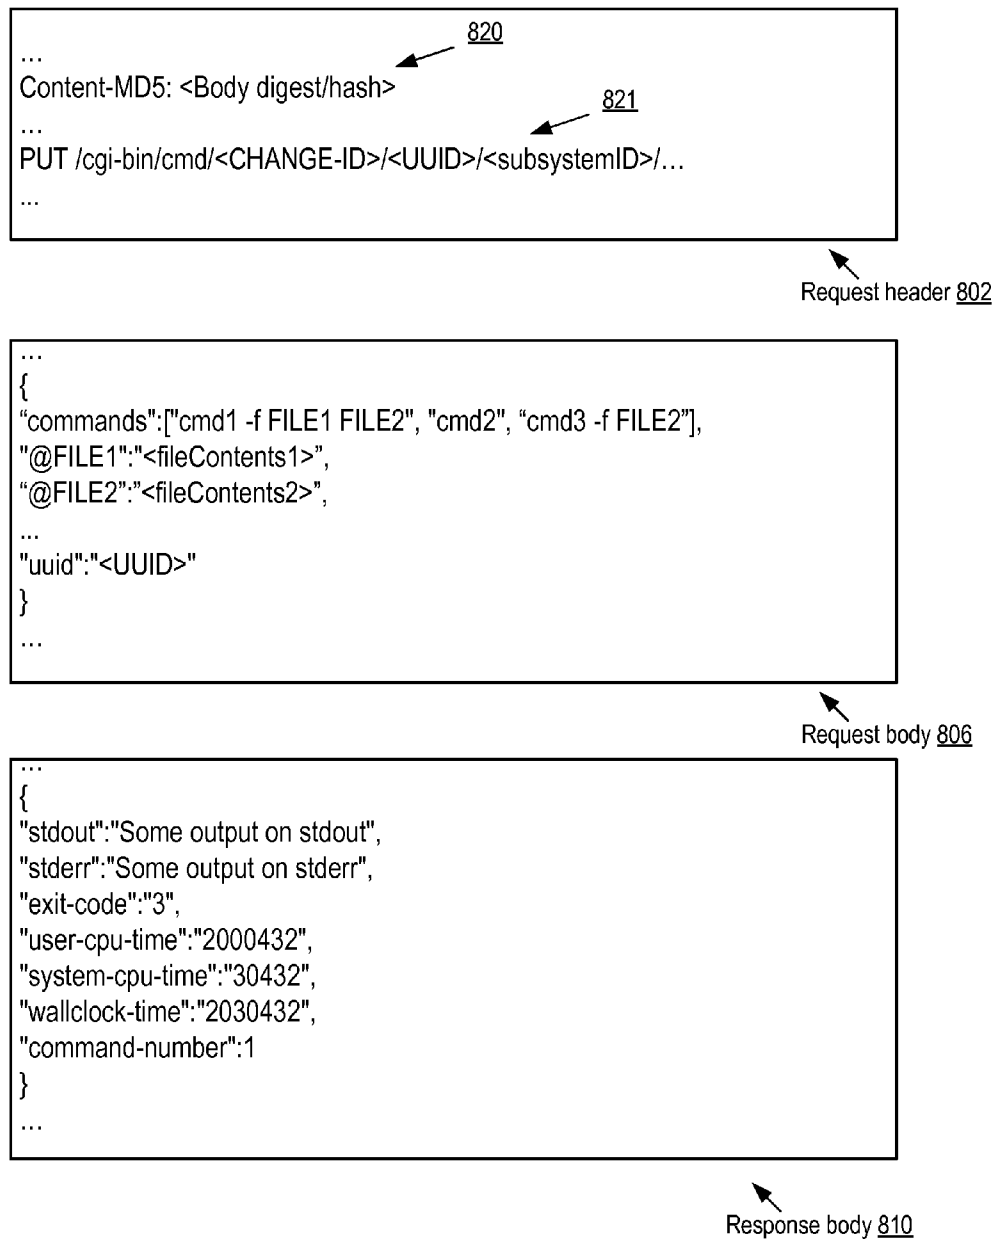 820
...
Content-MD5: <Body digest/hash>
821
...
PUT /cgi-bin/cmd/<CHANGE-ID>/<UUID>/<subsystemID>/...
...
Request header 802
...
{
“commands":["cmd1 -f FILE1 FILE2", "cmd2", “cmd3 -f FILE2”],
"@FILE1":"<fileContents1>”,
“@FILE2”:”<fileContents2>”,
...
"uuid":"<UUID>"
}
...
Request body 806
...
{
"stdout":"Some output on stdout",
"stderr":"Some output on stderr",
"exit-code":"3",
"user-cpu-time":"2000432",
"system-cpu-time":"30432",
"wallclock-time":"2030432",
"command-number":1
}
...
Response body 810